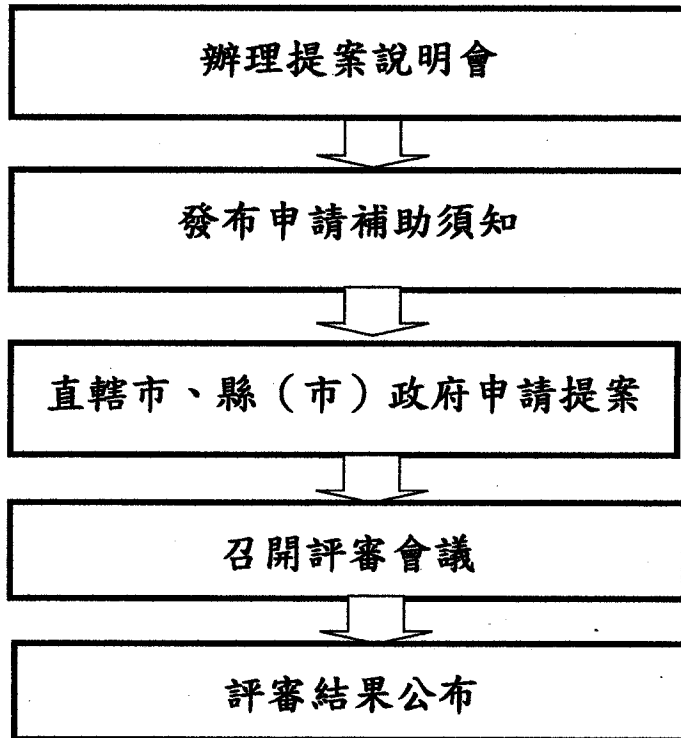 辦理提案說明會
發布申請補助須知
直轄市、縣（市）政府申請提案
召開評審會議
評審結果公布